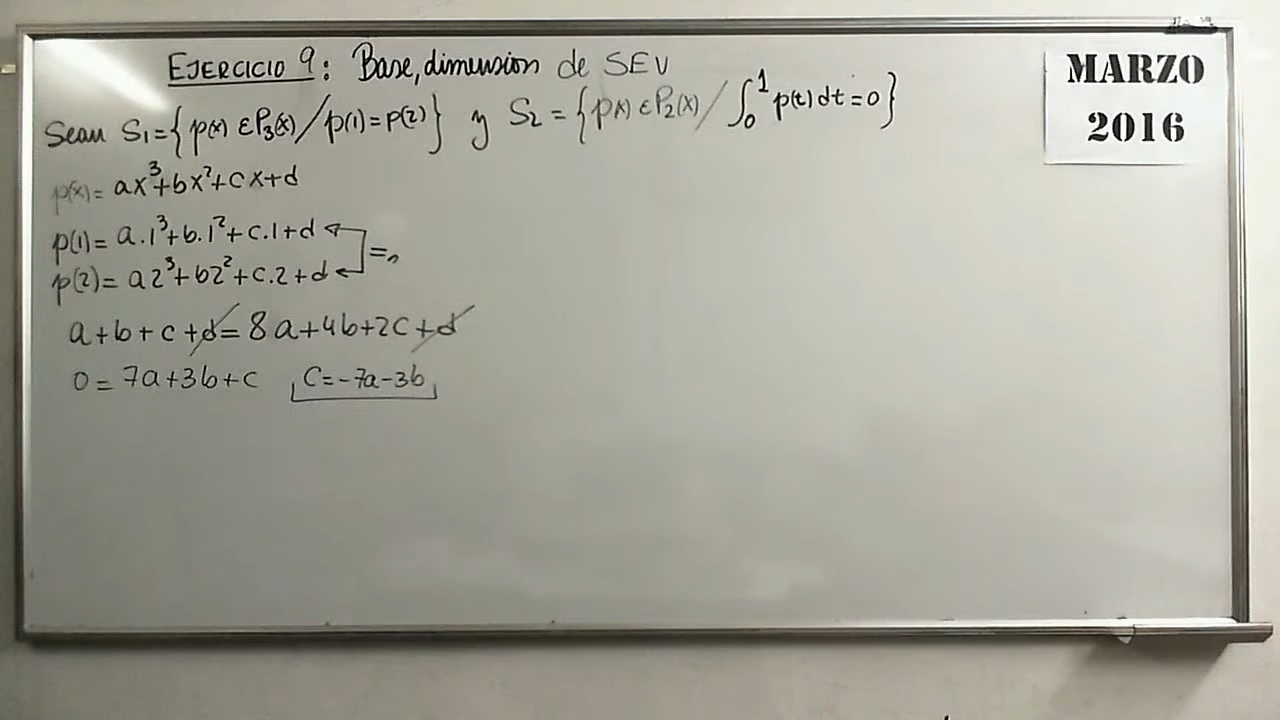 EJERCICIO 9: Base, dimension de SEV
MARZO
2016
Sean S₁={p(x) ∈ P₃(x) / p(1)=p(2)} y S₂={p(x) ∈ P₂(x) / ∫₀¹ p(t)dt=0}
p(x)= ax³+bx²+cx+d
p(1)= a.1³+b.1²+c.1+d
p(2)= a2³+b2²+c.2+d
=
a+b+c+d=8a+4b+2c+d
0=7a+3b+c C=-7a-3b